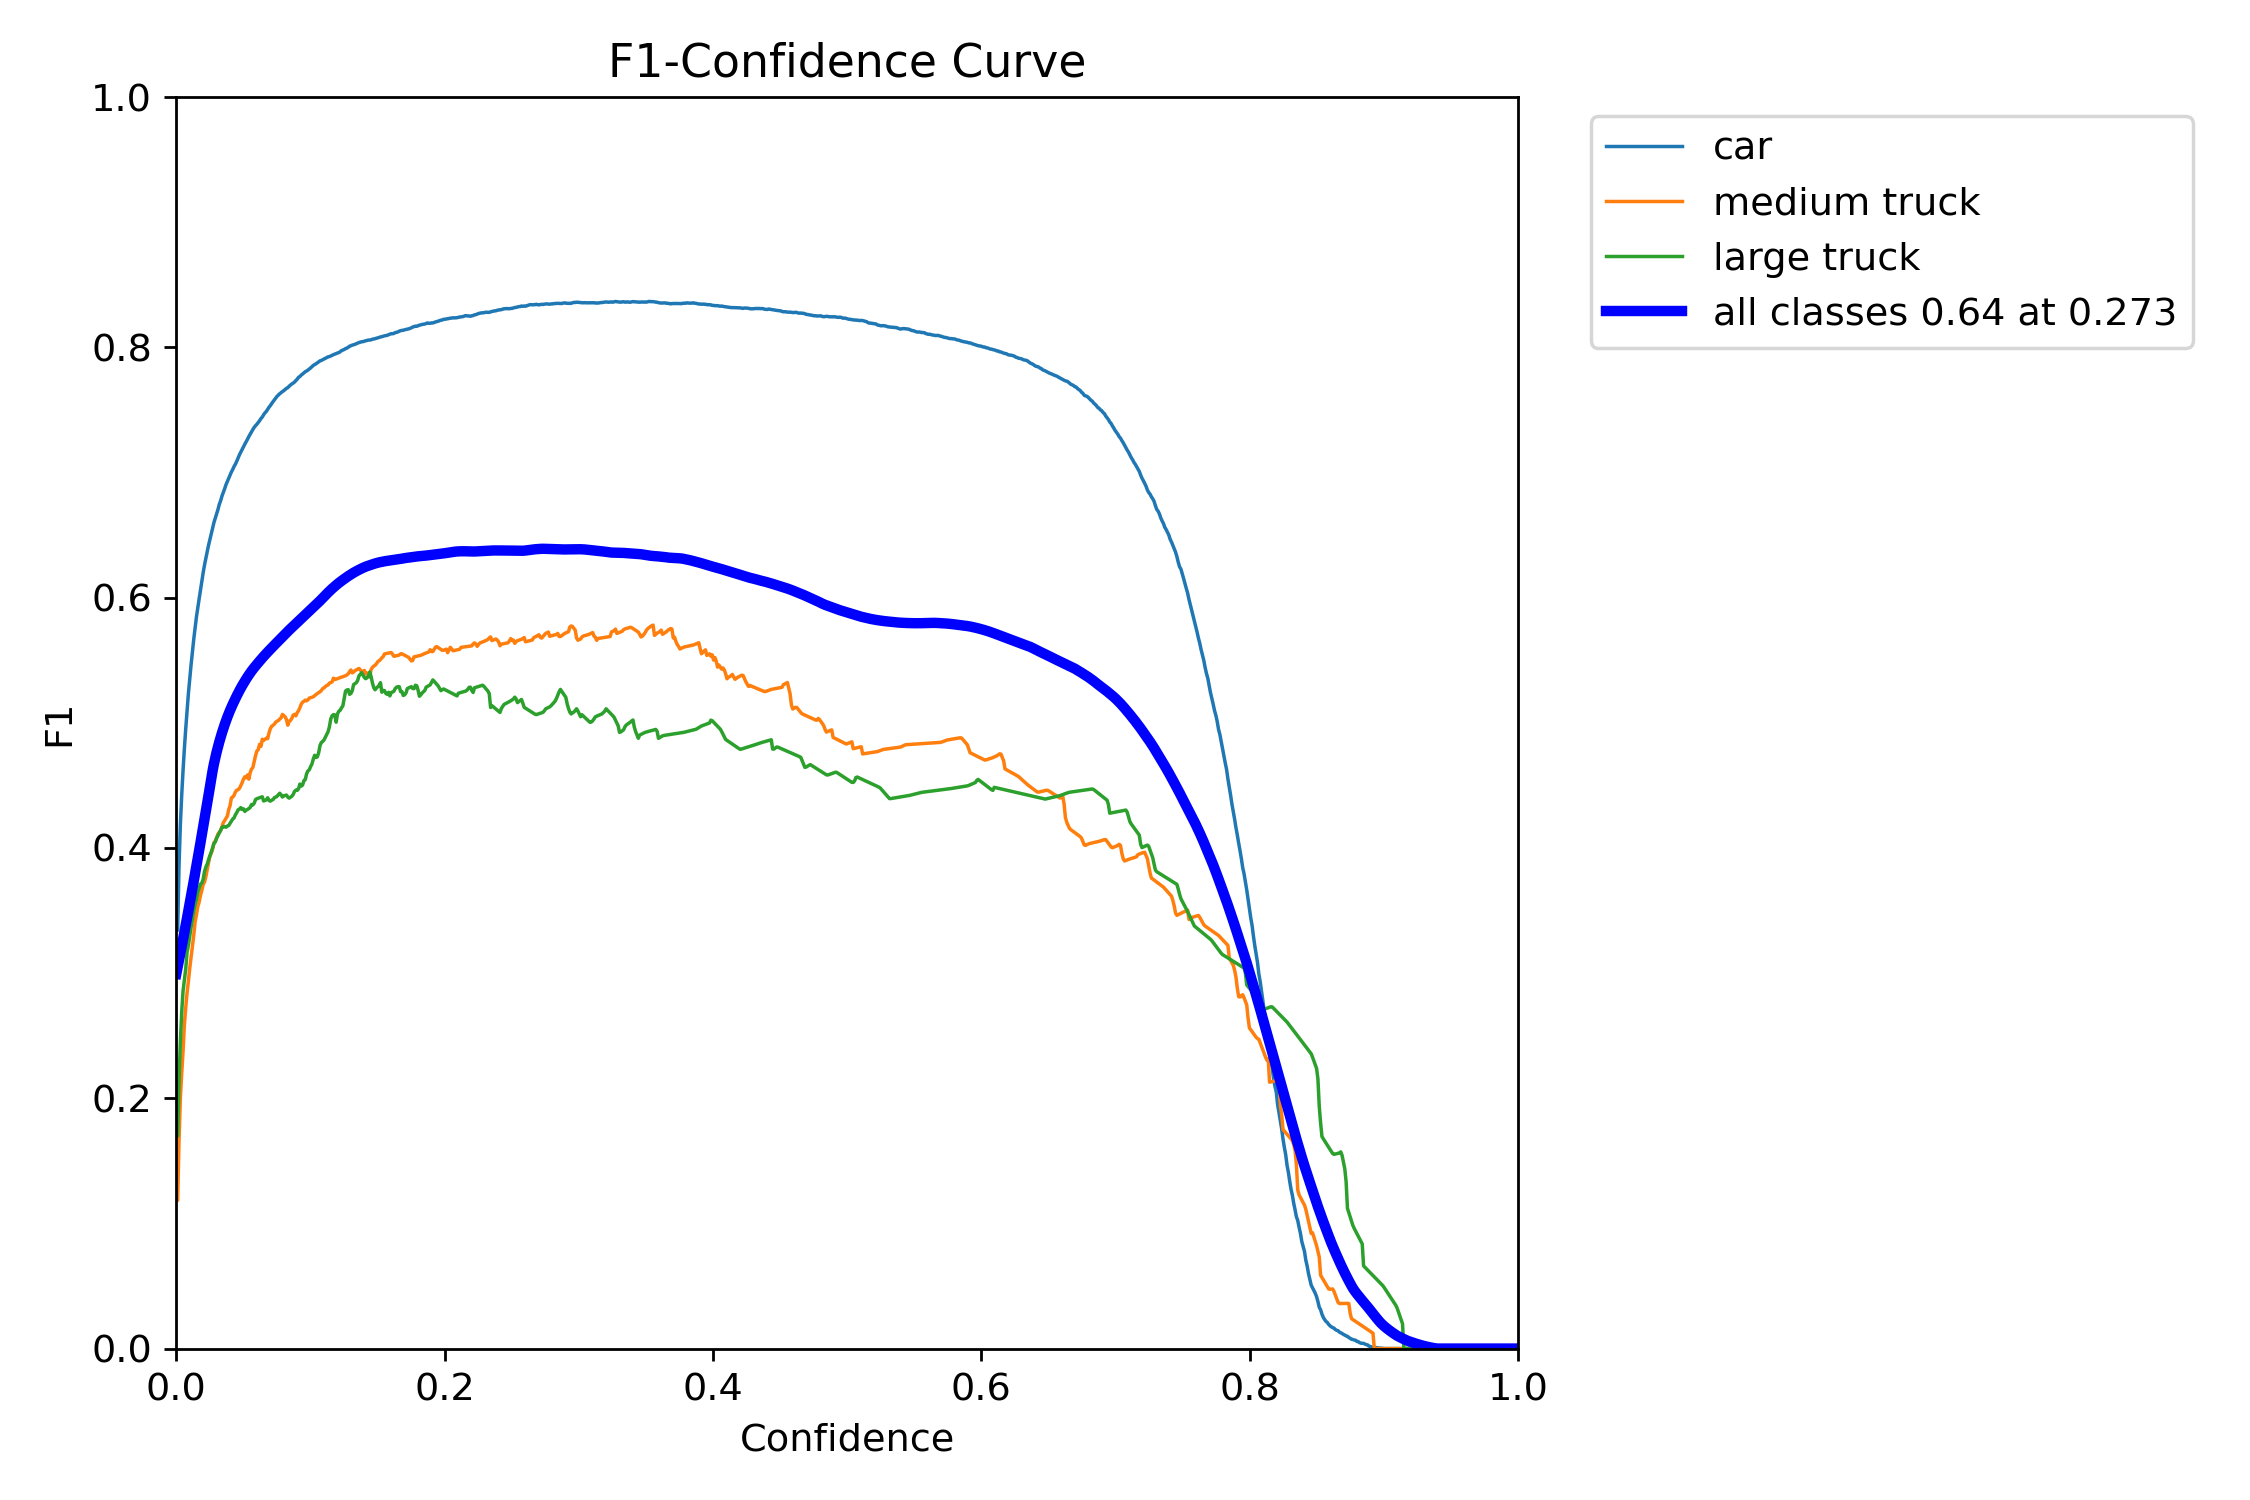 F1-Confidence Curve
1.0
0.8
0.6
0.4
0.2
0.0
F1
0.0 0.2 0.4 0.6 0.8 1.0
Confidence
car
medium truck
large truck
all classes 0.64 at 0.273